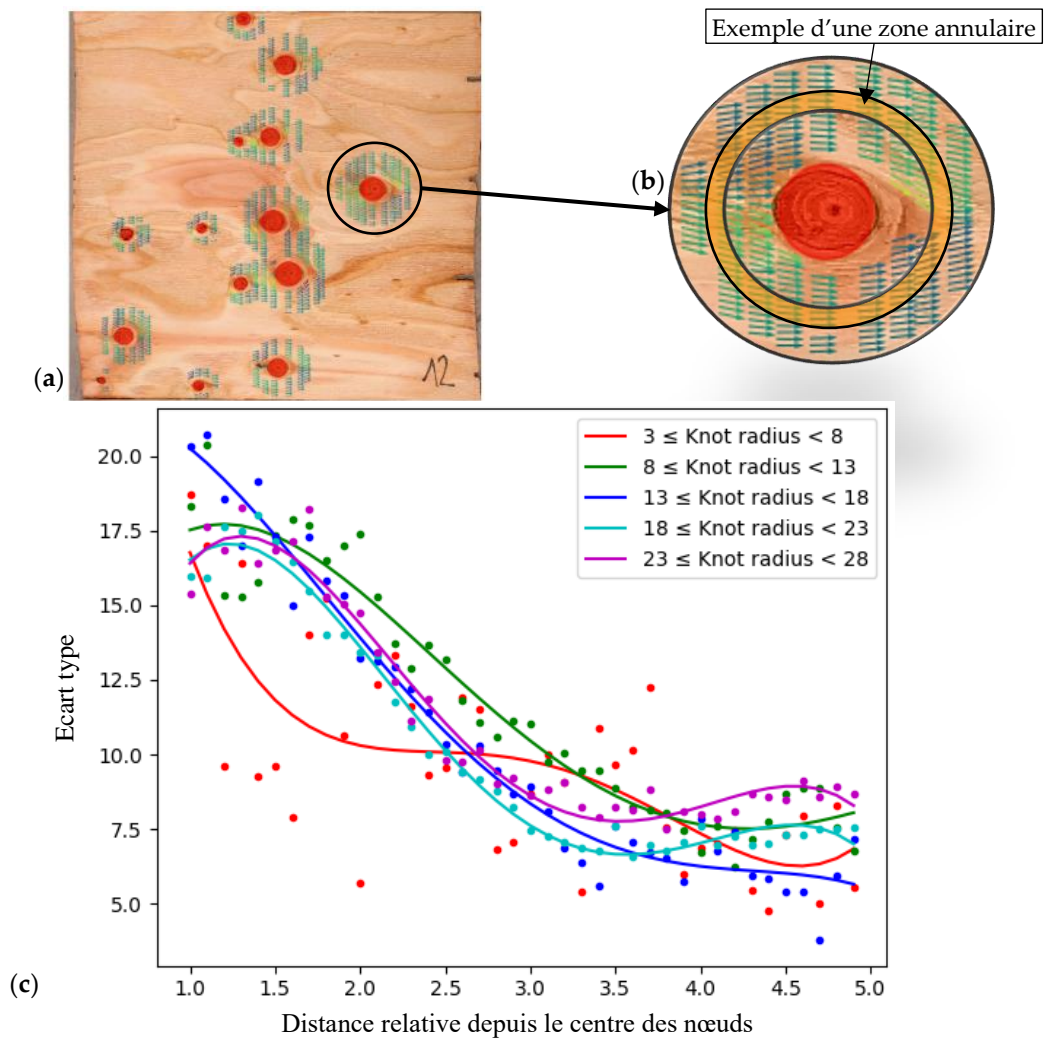 Exemple d’une zone annulaire
(b)
12
(a)
3 ≤ Knot radius < 8
8 ≤ Knot radius < 13
13 ≤ Knot radius < 18
18 ≤ Knot radius < 23
23 ≤ Knot radius < 28
20.0
17.5
15.0
12.5
10.0
7.5
5.0
Ecart type
(c)
1.0 1.5 2.0 2.5 3.0 3.5 4.0 4.5 5.0
Distance relative depuis le centre des nœuds